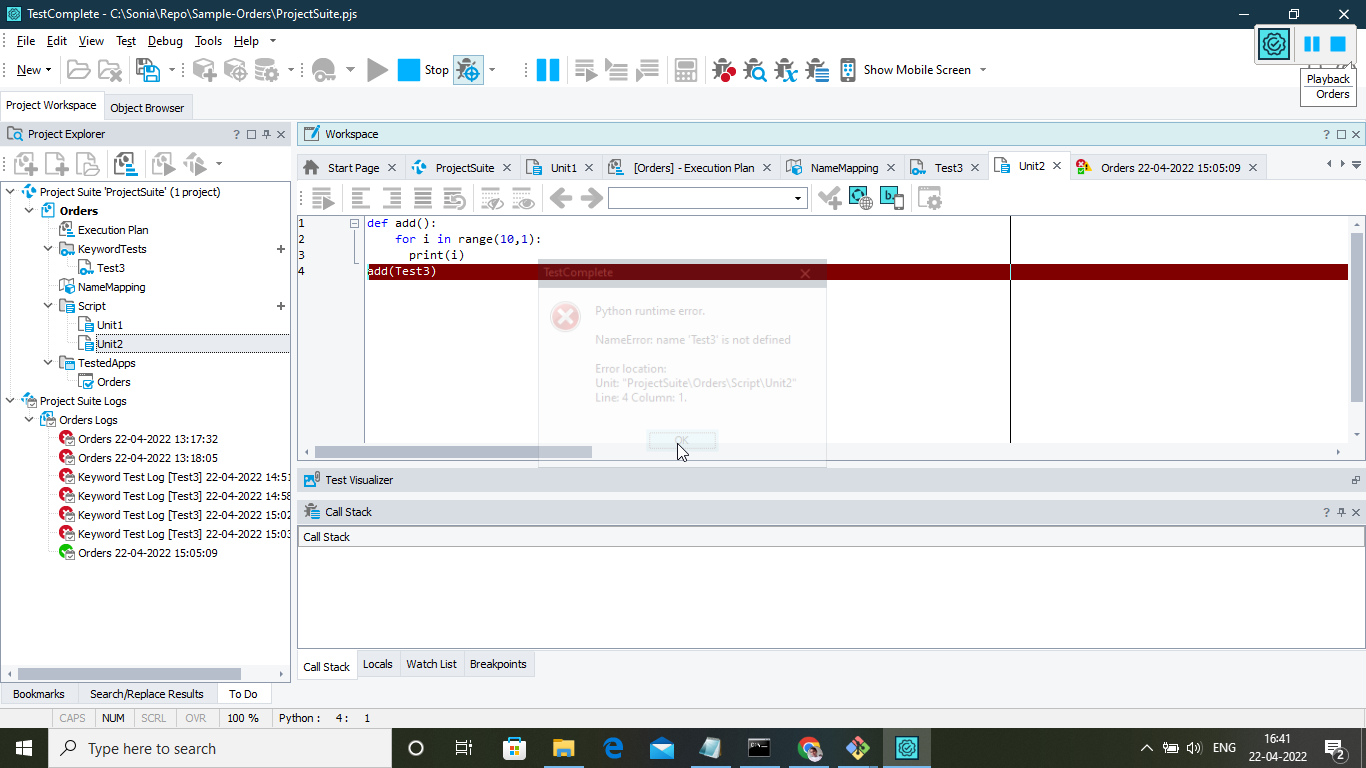 TestComplete - C:\Sonia\Repo\Sample-Orders\ProjectSuite.pjs
File Edit View Test Debug Tools Help
New Stop Show Mobile Screen
Playback
Orders
Project Workspace Object Browser
Project Explorer
Workspace
Start Page ProjectSuite Unit1 [Orders] - Execution Plan NameMapping Test3 Unit2 Orders 22-04-2022 15:05:09
Project Suite 'ProjectSuite' (1 project)
Orders
Execution Plan
KeywordTests
Test3
NameMapping
Script
Unit1
Unit2
TestedApps
Orders
Project Suite Logs
Orders Logs
Orders 22-04-2022 13:17:32
Orders 22-04-2022 13:18:05
Keyword Test Log [Test3] 22-04-2022 14:51
Keyword Test Log [Test3] 22-04-2022 14:58
Keyword Test Log [Test3] 22-04-2022 15:02
Keyword Test Log [Test3] 22-04-2022 15:03
Orders 22-04-2022 15:05:09
1 def add():
2 for i in range(10,1):
3 print(i)
4 add(Test3)
TestComplete
Python runtime error.
NameError: name 'Test3' is not defined
Error location:
Unit: "ProjectSuite\Orders\Script\Unit2"
Line: 4 Column: 1.
OK
Test Visualizer
Call Stack
Call Stack
Call Stack Locals Watch List Breakpoints
Bookmarks Search/Replace Results To Do
CAPS NUM SCRL OVR 100 % Python : 4 : 1
Type here to search
ENG
16:41
22-04-2022
2